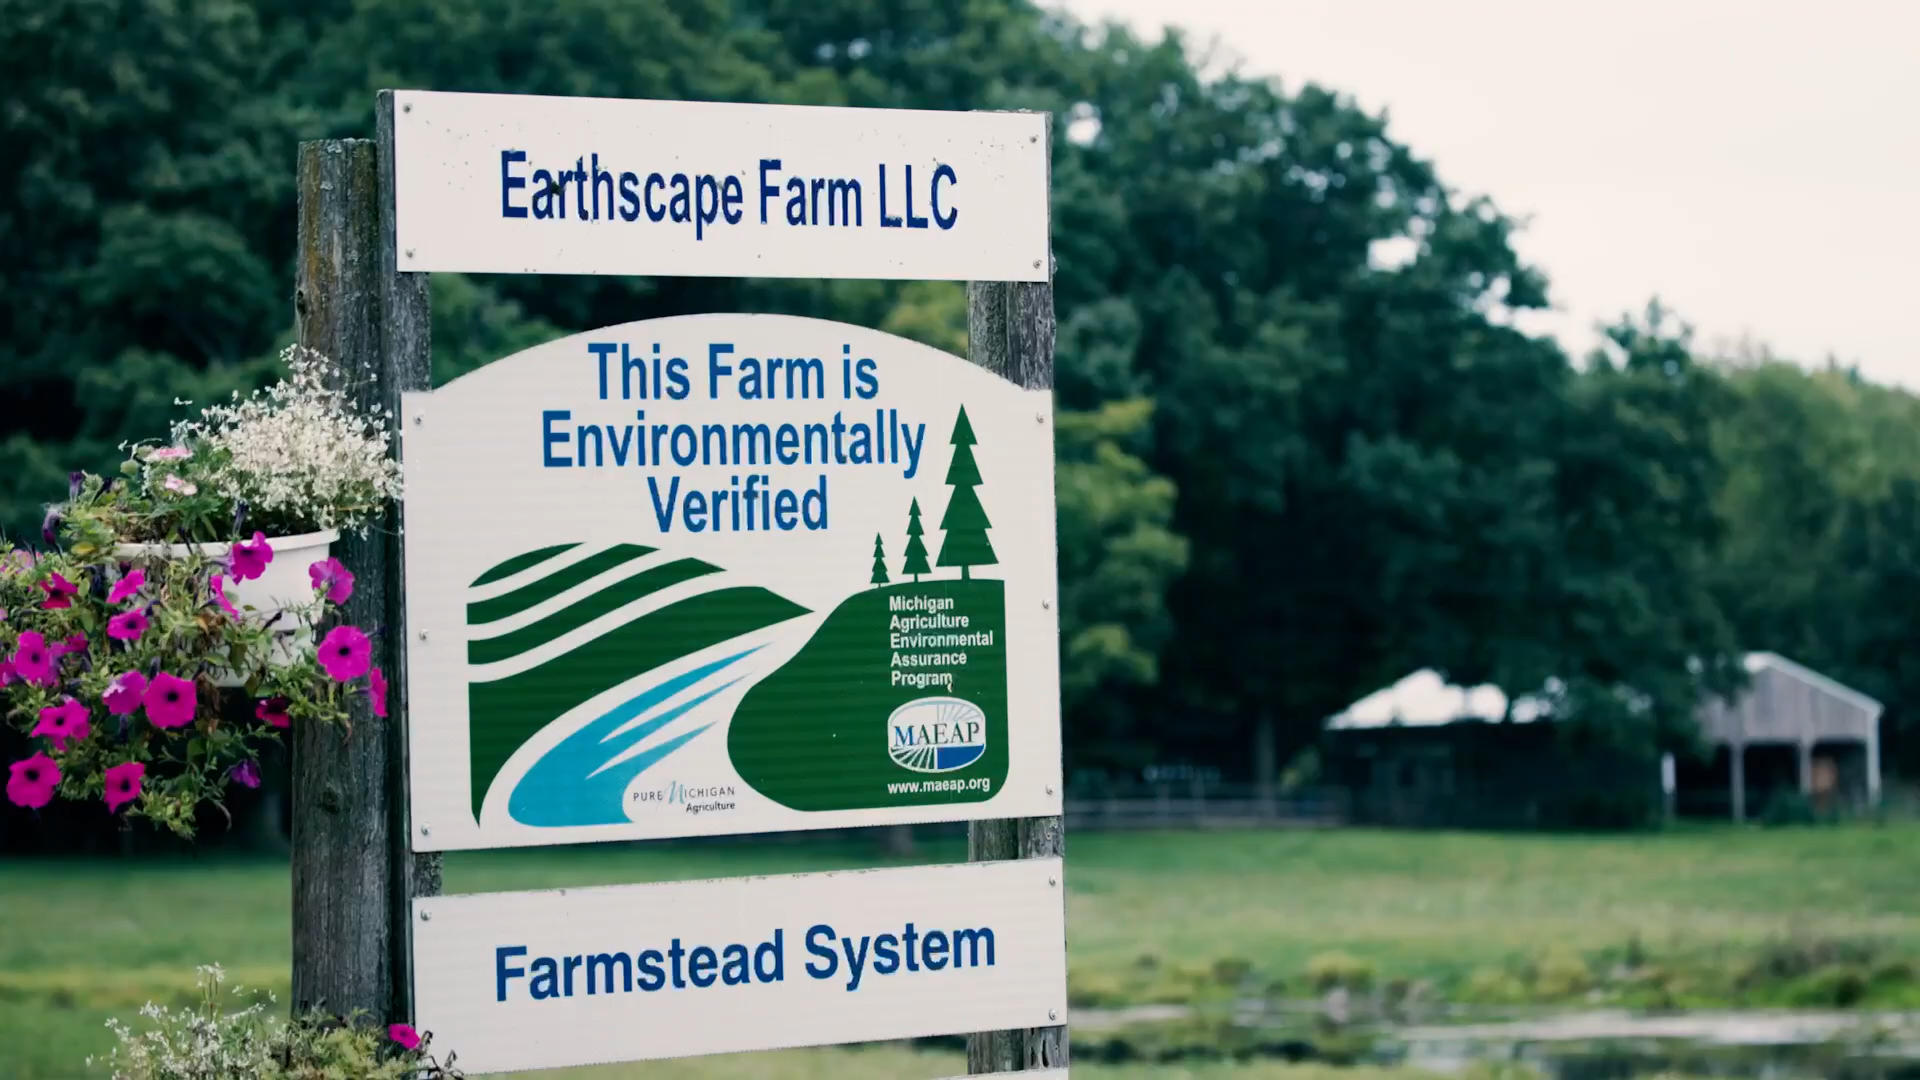 Earthscape Farm LLC
This Farm is
Environmentally
Verified
Michigan
Agriculture
Environmental
Assurance
Program
MAEAP
www.maeap.org
PURE MICHIGAN
Agriculture
Farmstead System